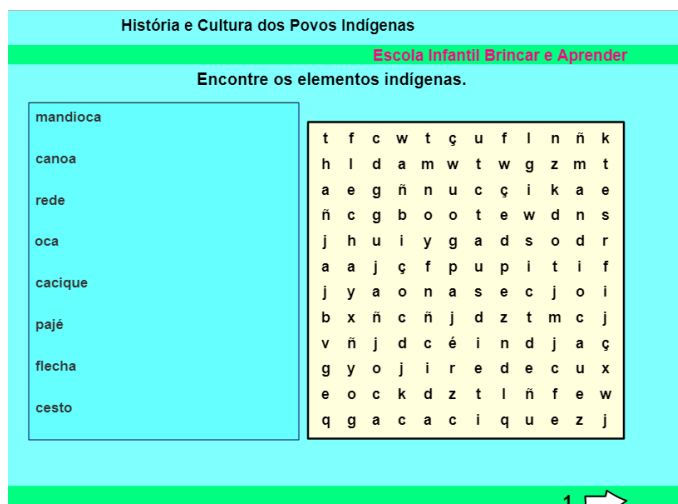 História e Cultura dos Povos Indígenas
Escola Infantil Brincar e Aprender
Encontre os elementos indígenas.
mandioca
canoa
rede
oca
cacique
pajé
flecha
cesto
t f c w t ç u f l n ñ k
h l d a m w t w g z m t
a e g ñ n u c ç i k a e
ñ c g b o o t e w d n s
j h u i y g a d s o d r
a a j ç f p u p i t i f
j y a o n a s e c j o i
b x ñ c ñ j d z t m c j
v ñ j d c é i n d j a ç
g y o j i r e d e c u x
e o c k d z t l ñ f e w
q g a c a c i q u e z j
1